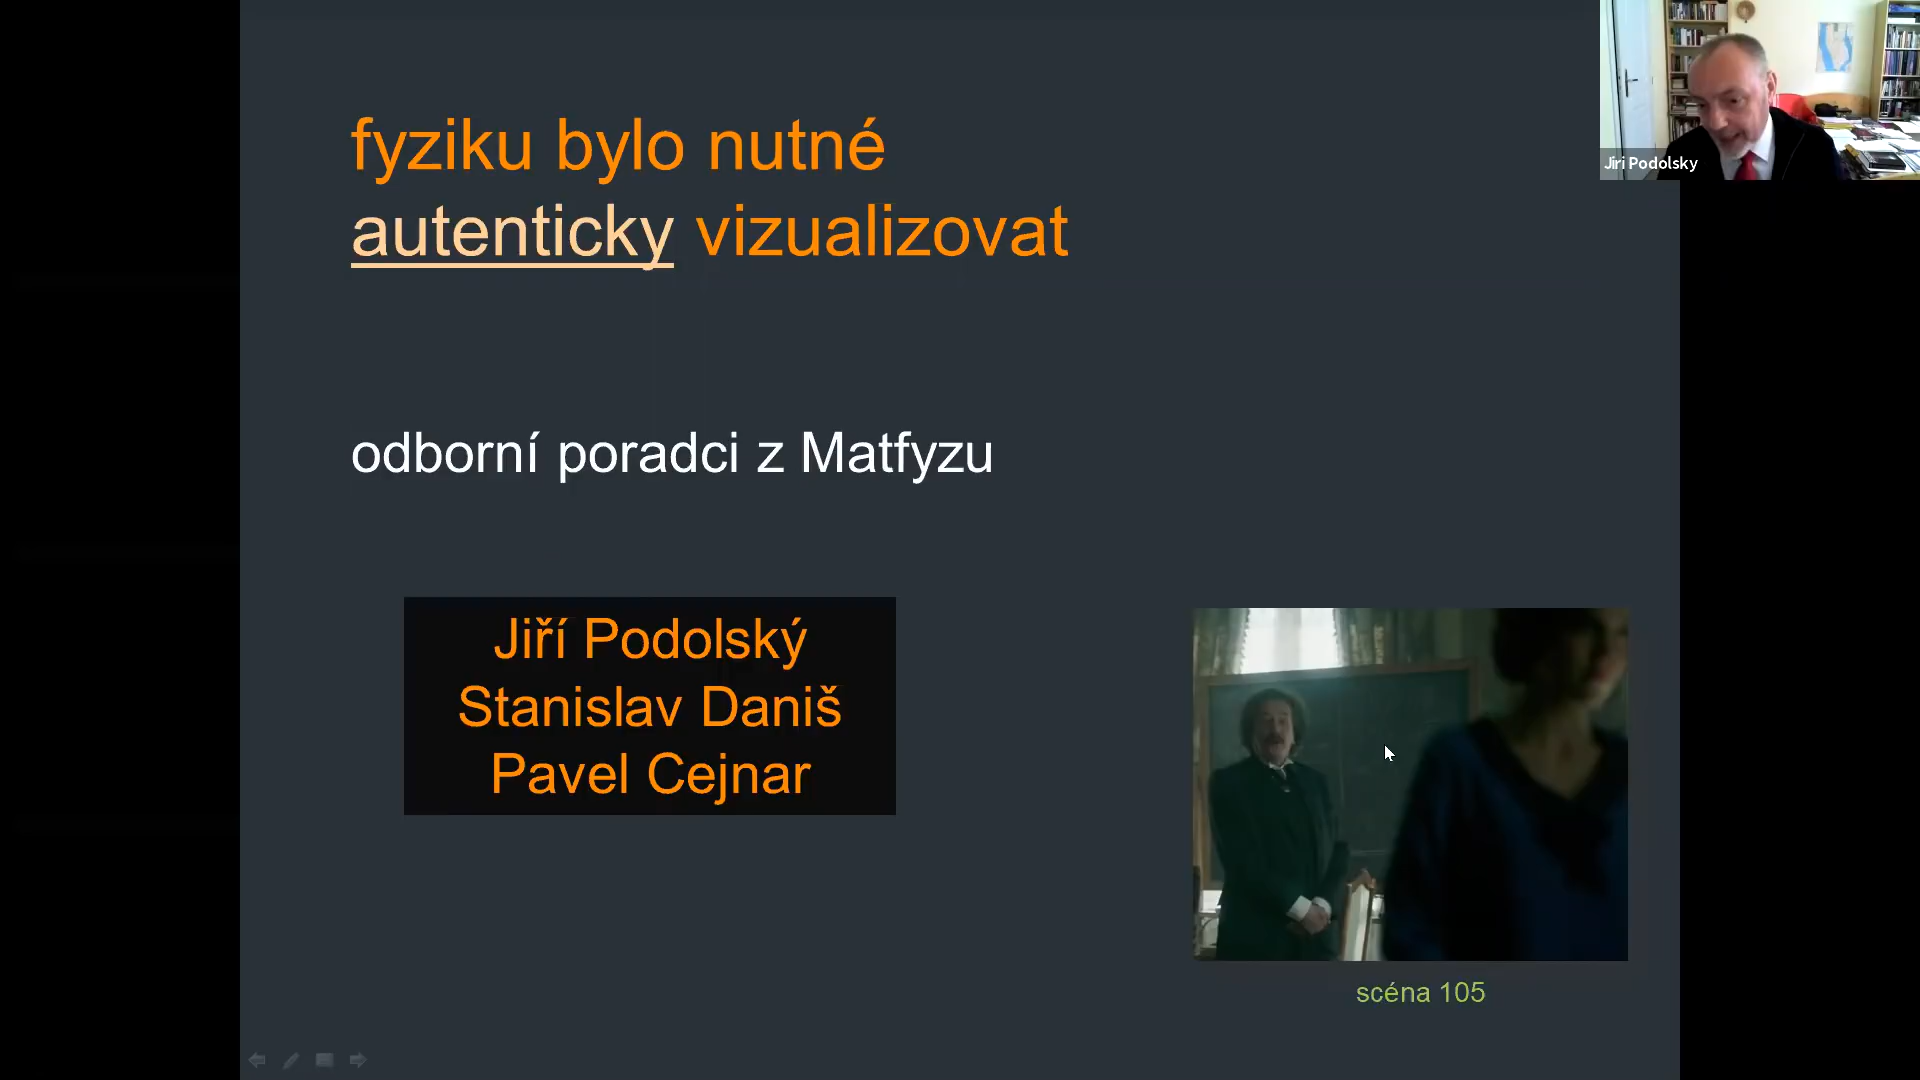 fyziku bylo nutné
autenticky vizualizovat
odborní poradci z Matfyzu
Jiří Podolský
Stanislav Daniš
Pavel Cejnar
scéna 105
Jiri Podolsky